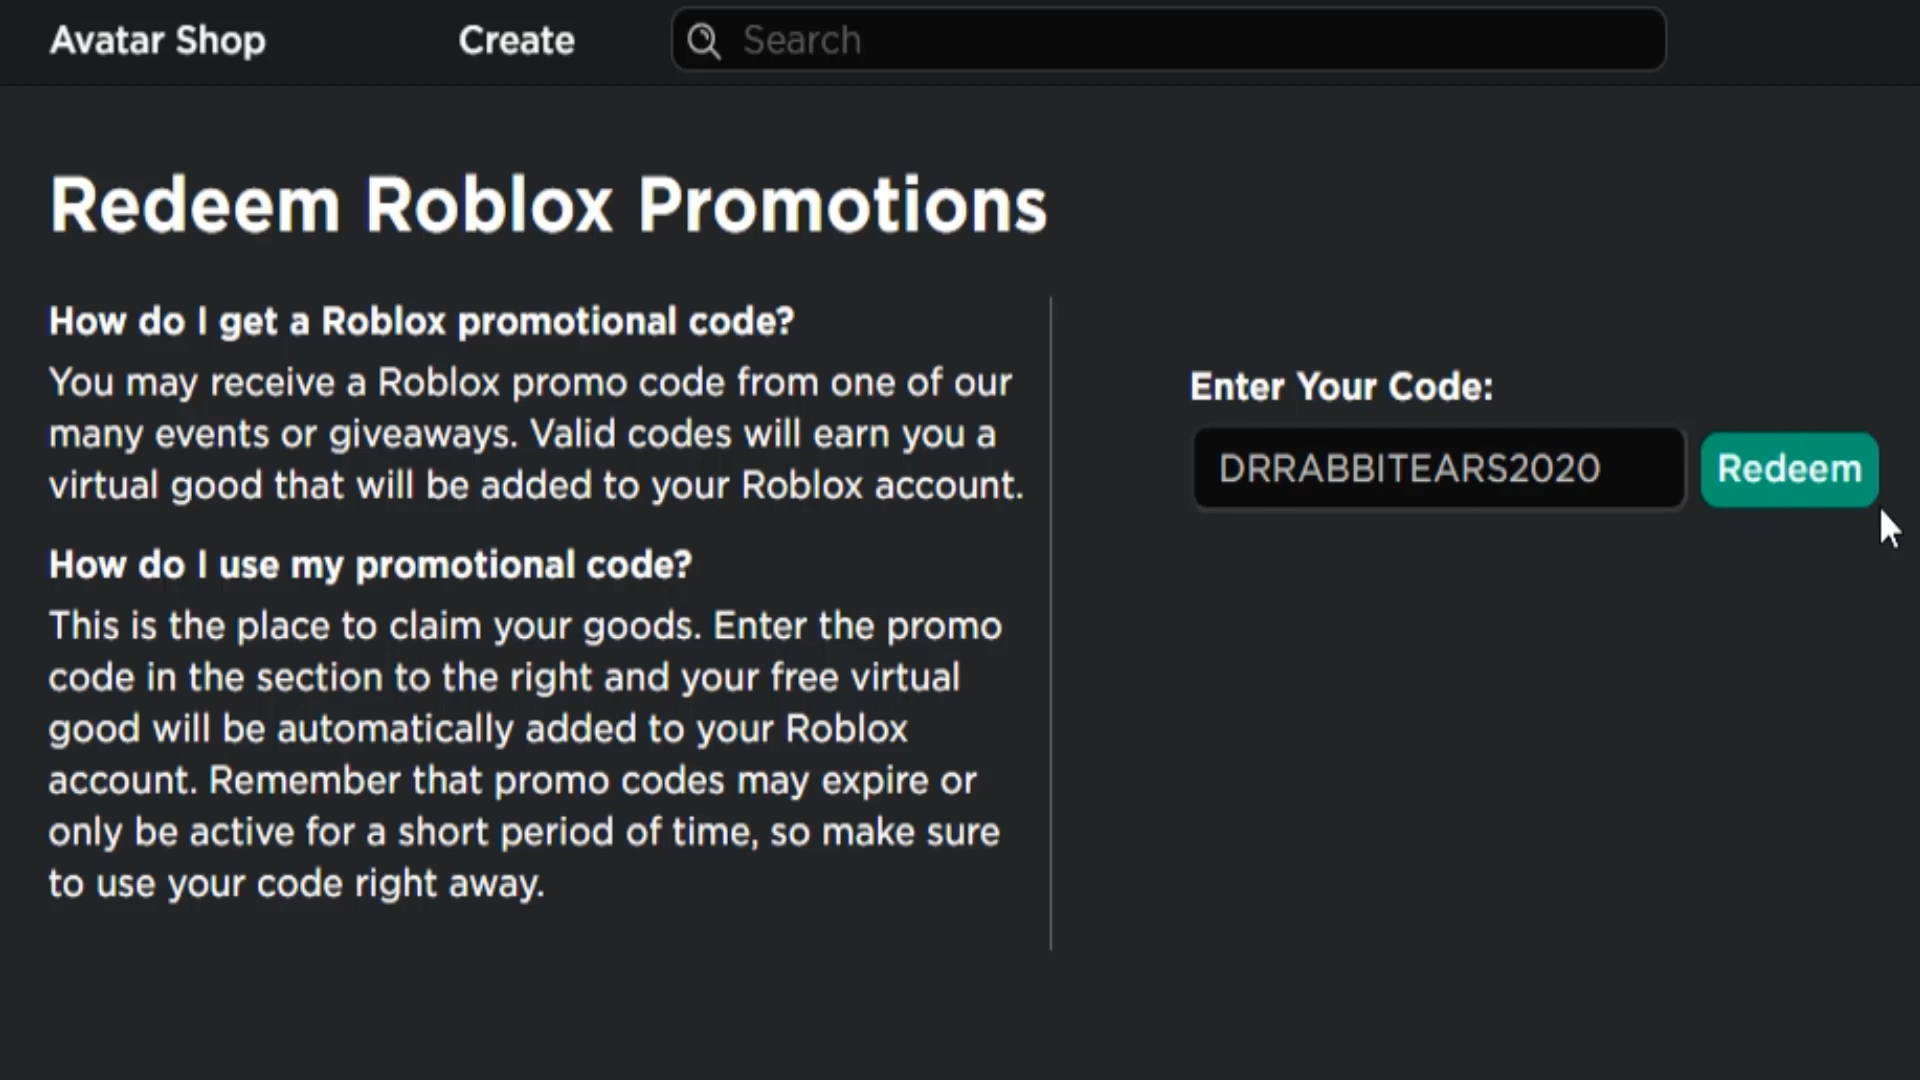 Avatar Shop
Create
Search
Redeem Roblox Promotions
How do I get a Roblox promotional code?
You may receive a Roblox promo code from one of our
many events or giveaways. Valid codes will earn you a
virtual good that will be added to your Roblox account.
How do I use my promotional code?
This is the place to claim your goods. Enter the promo
code in the section to the right and your free virtual
good will be automatically added to your Roblox
account. Remember that promo codes may expire or
only be active for a short period of time, so make sure
to use your code right away.
Enter Your Code:
DRRABBITEARS2020
Redeem